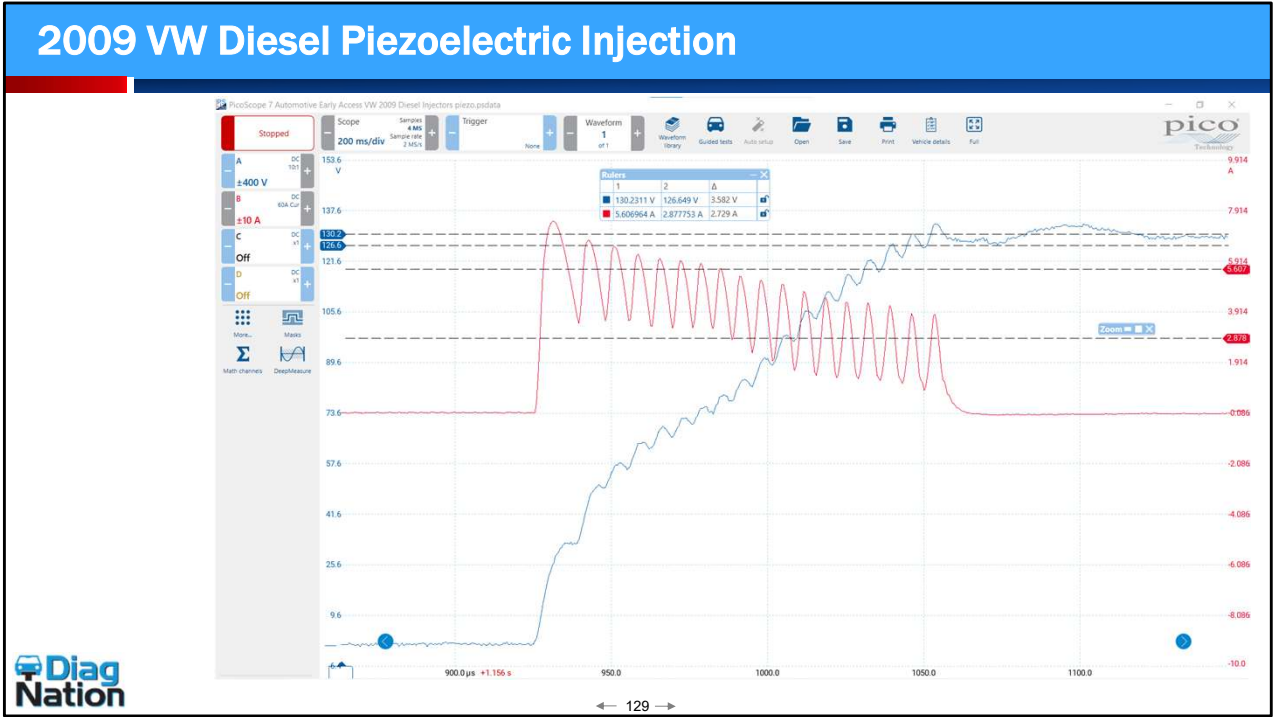 2009 VW Diesel Piezoelectric Injection
PicoScope 7 Automotive Early Access VW 2009 Diesel Injectors piezo.psdata
Stopped
Scope
200 ms/div
Samples
4 MS
Sample rate
2 MS/s
Trigger
None
Waveform
1
of 1
Waveform
library
Guided tests
Auto setup
Open
Save
Print
Vehicle details
Full
pico
Technology
A
DC
10:1
±400 V
B
DC
60A Cur
±10 A
C
DC
x1
Off
D
DC
x1
Off
More...
Masks
Math channels
DeepMeasure
153.6
V
137.6
130.2
126.6
121.6
105.6
89.6
73.6
57.6
41.6
25.6
9.6
Rulers
1 2 Δ
130.2311 V 126.649 V 3.582 V
5.606964 A 2.877753 A 2.729 A
Zoom
9.914
A
7.914
5.914
5.607
3.914
2.878
1.914
-0.086
-2.086
-4.086
-6.086
-8.086
-10.0
900.0 µs +1.156 s
950.0
1000.0
1050.0
1100.0
Diag
Nation
129